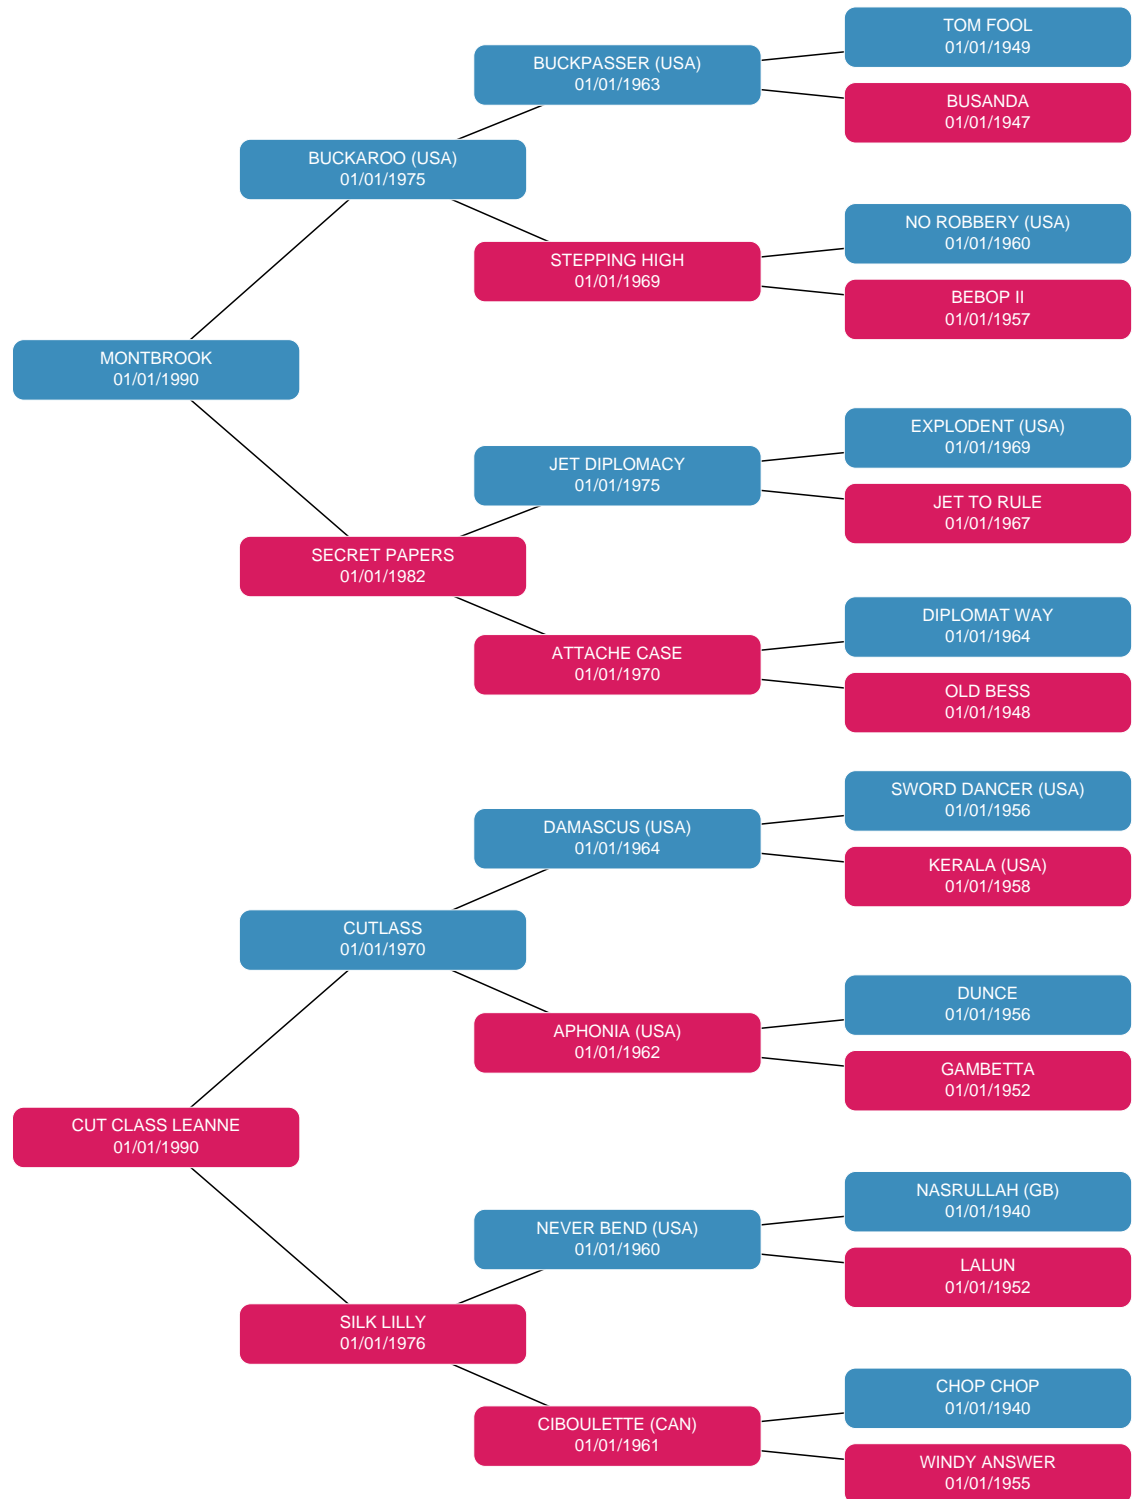 TOM FOOL
01/01/1949
BUCKPASSER (USA)
01/01/1963
BUSANDA
01/01/1947
BUCKAROO (USA)
01/01/1975
NO ROBBERY (USA)
01/01/1960
STEPPING HIGH
01/01/1969
BEBOP II
01/01/1957
MONTBROOK
01/01/1990
EXPLODENT (USA)
01/01/1969
JET DIPLOMACY
01/01/1975
JET TO RULE
01/01/1967
SECRET PAPERS
01/01/1982
DIPLOMAT WAY
01/01/1964
ATTACHE CASE
01/01/1970
OLD BESS
01/01/1948
SWORD DANCER (USA)
01/01/1956
DAMASCUS (USA)
01/01/1964
KERALA (USA)
01/01/1958
CUTLASS
01/01/1970
DUNCE
01/01/1956
APHONIA (USA)
01/01/1962
GAMBETTA
01/01/1952
CUT CLASS LEANNE
01/01/1990
NASRULLAH (GB)
01/01/1940
NEVER BEND (USA)
01/01/1960
LALUN
01/01/1952
SILK LILLY
01/01/1976
CHOP CHOP
01/01/1940
CIBOULETTE (CAN)
01/01/1961
WINDY ANSWER
01/01/1955